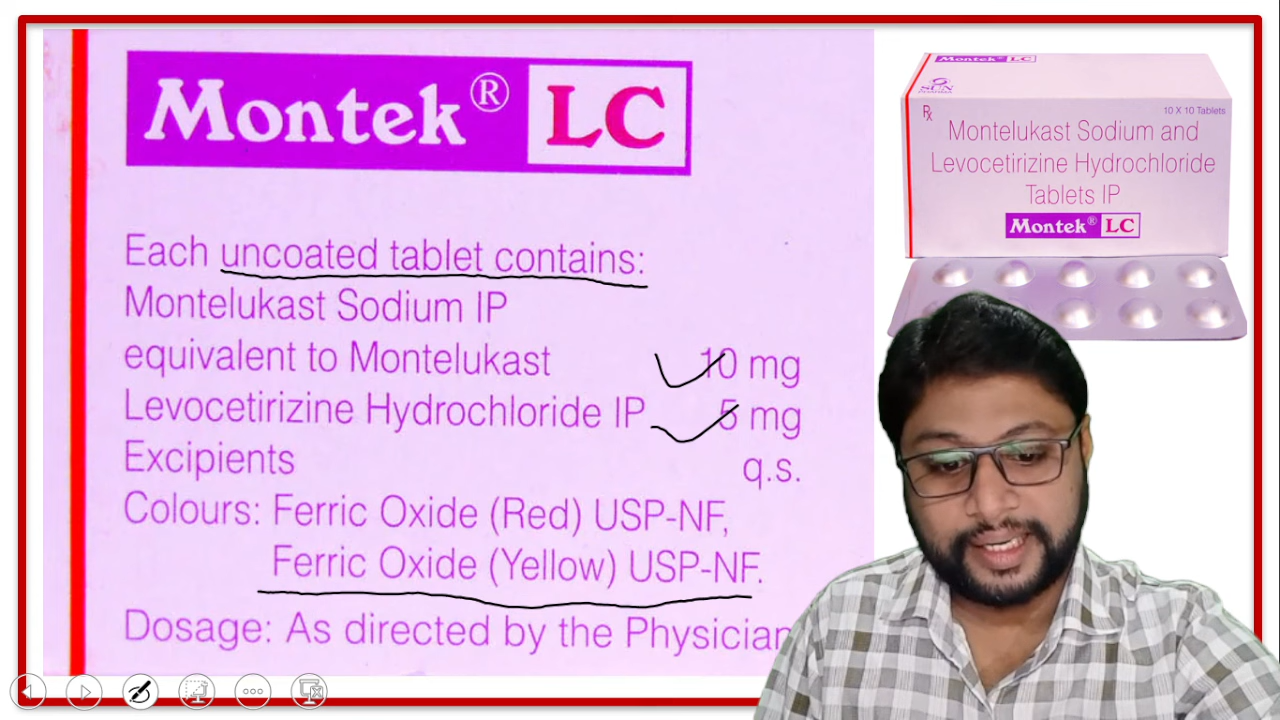 Montek® LC
Each uncoated tablet contains:
Montelukast Sodium IP
equivalent to Montelukast 10 mg
Levocetirizine Hydrochloride IP 5 mg
Excipients q.s.
Colours: Ferric Oxide (Red) USP-NF,
Ferric Oxide (Yellow) USP-NF.
Dosage: As directed by the Physician
Montek® LC
SUN
Rx
10 X 10 Tablets
Montelukast Sodium and
Levocetirizine Hydrochloride
Tablets IP
Montek® LC